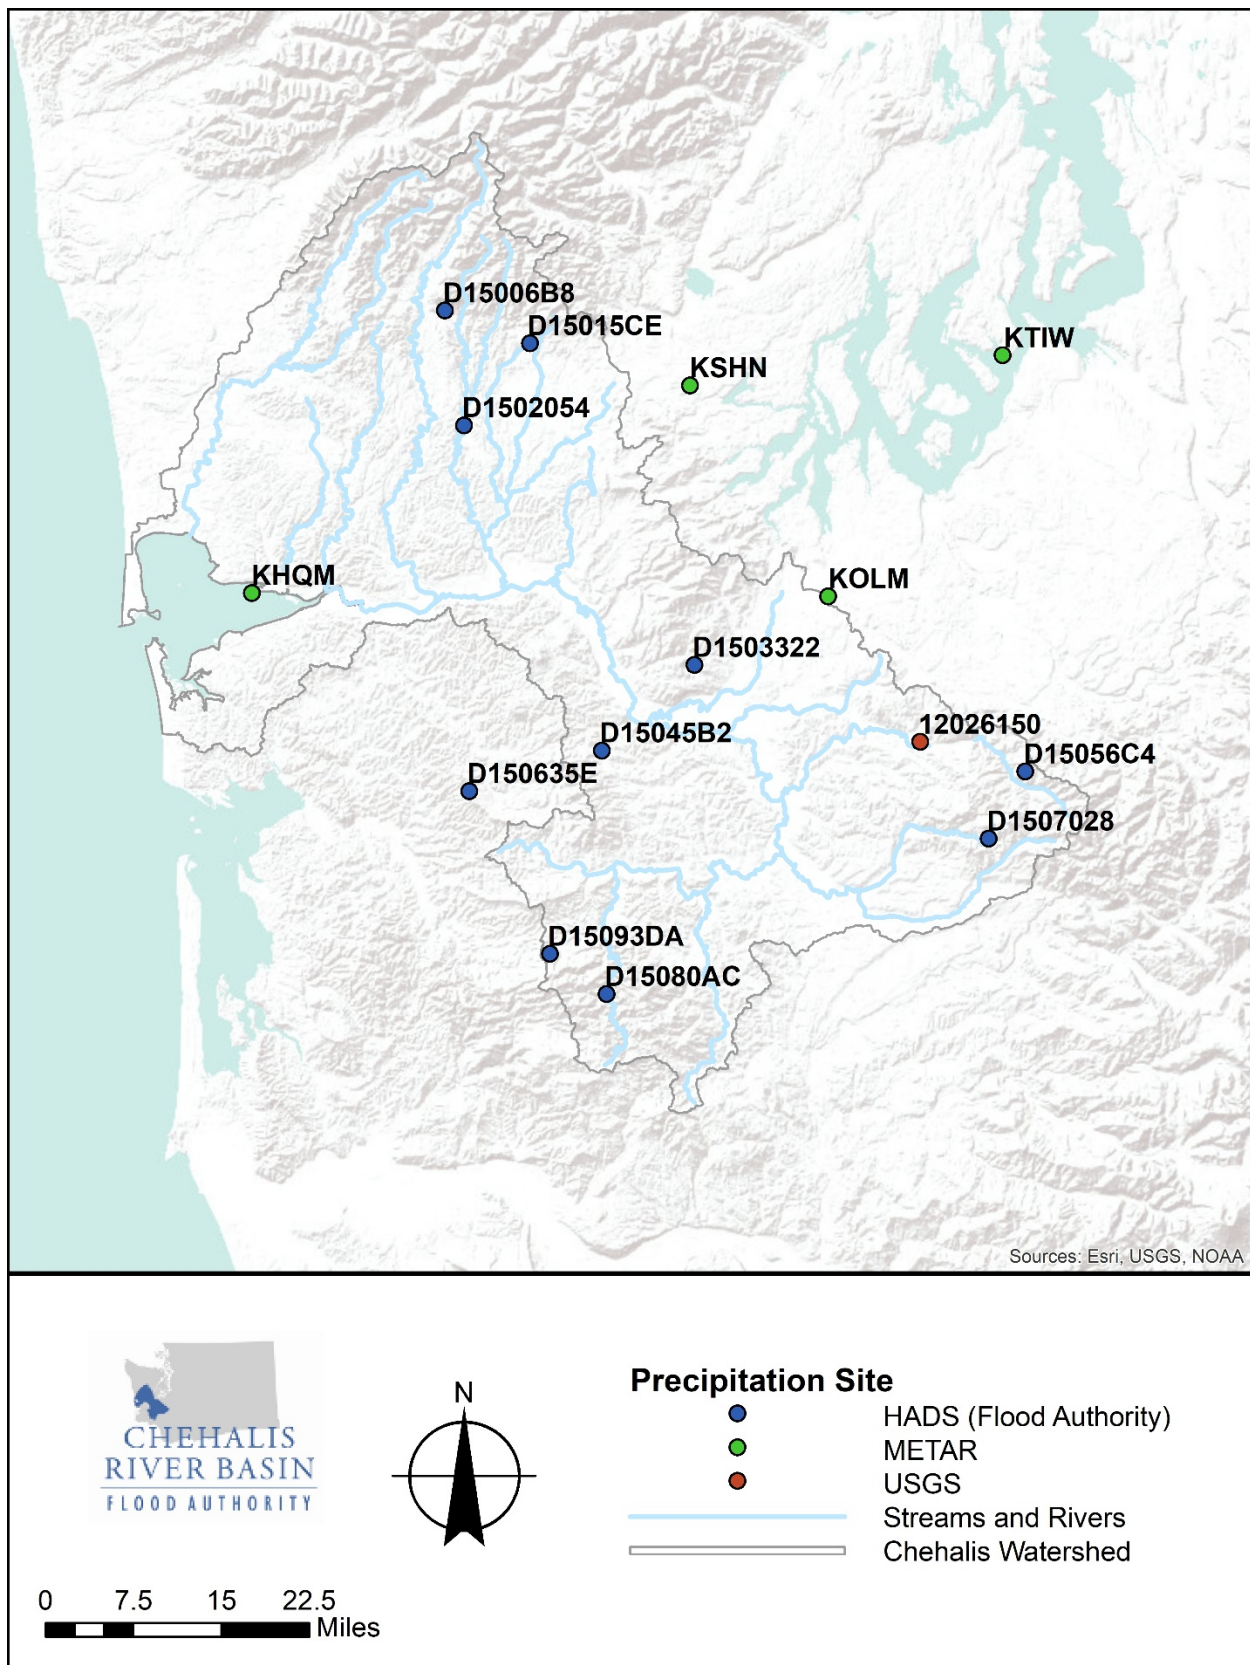 D15006B8
D15015CE
KTIW
KSHN
D1502054
KHQM
KOLM
D1503322
12026150
D15045B2
D15056C4
D150635E
D1507028
D15093DA
D15080AC
Sources: Esri, USGS, NOAA
CHEHALIS
RIVER BASIN
FLOOD AUTHORITY
N
0 7.5 15 22.5
Miles
Precipitation Site
HADS (Flood Authority)
METAR
USGS
Streams and Rivers
Chehalis Watershed